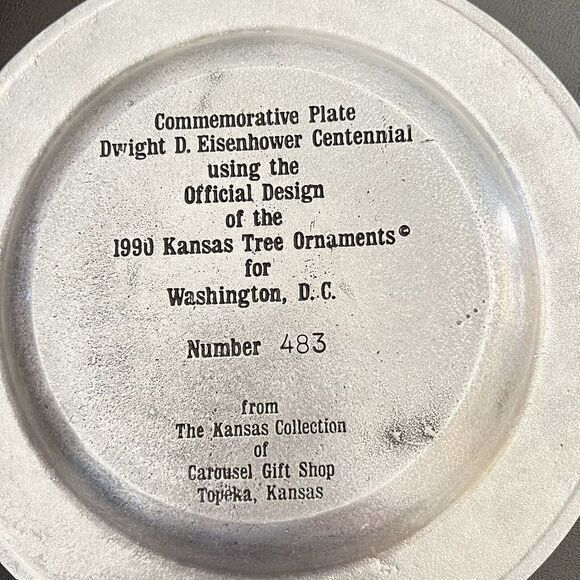 Commemorative Plate
Dwight D. Eisenhower Centennial
using the
Official Design
of the
1990 Kansas Tree Ornaments©
for
Washington, D.C.
Number 483
from
The Kansas Collection
of
Carousel Gift Shop
Topeka, Kansas